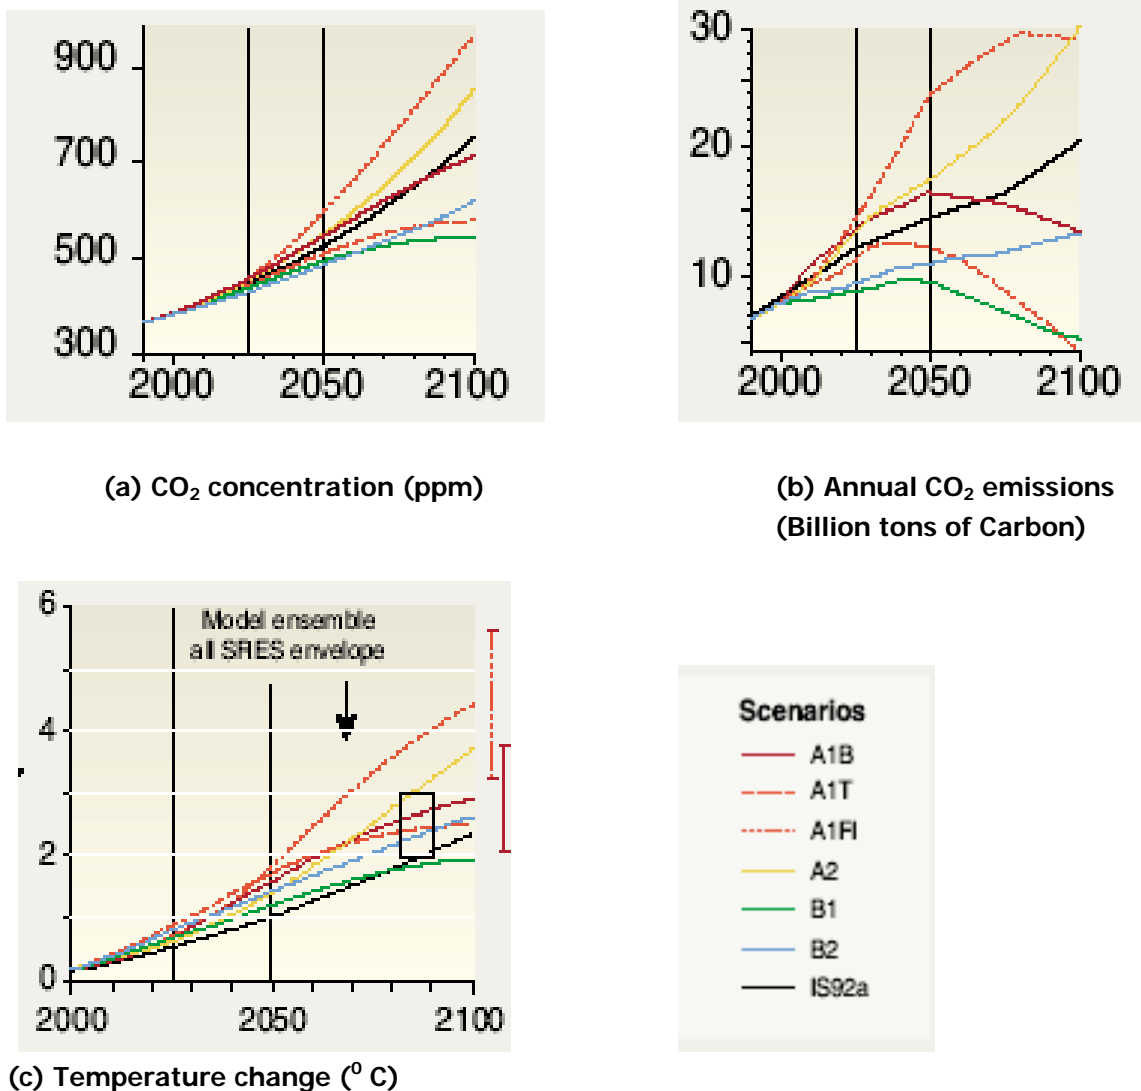 900
700
500
300
2000 2050 2100
30
20
10
2000 2050 2100
(a) CO₂ concentration (ppm)
(b) Annual CO₂ emissions
(Billion tons of Carbon)
6
4
2
0
Model ensemble
all SRES envelope
2000 2050 2100
(c) Temperature change (⁰ C)
Scenarios
A1B
A1T
A1FI
A2
B1
B2
IS92a